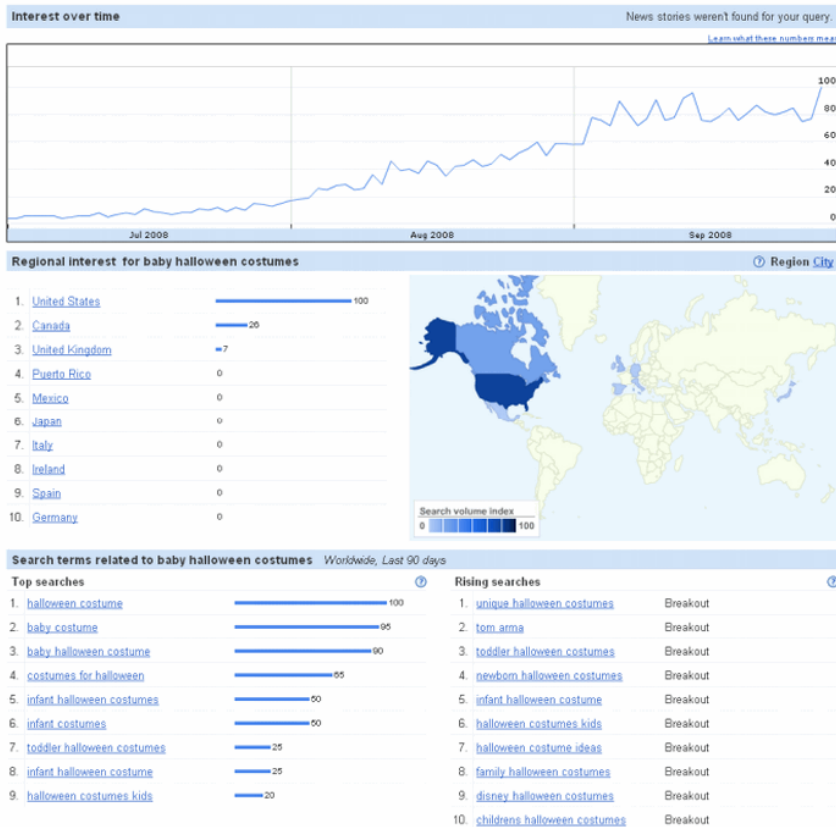 Interest over time News stories weren't found for your query.
Learn what these numbers mean
100
80
60
40
20
0
Jul 2008 Aug 2008 Sep 2008
Regional interest for baby halloween costumes ? Region City
1. United States 100
2. Canada 26
3. United Kingdom 7
4. Puerto Rico 0
5. Mexico 0
6. Japan 0
7. Italy 0
8. Ireland 0
9. Spain 0
10. Germany 0
Search volume index
0 100
Search terms related to baby halloween costumes Worldwide, Last 90 days
Top searches ?
1. halloween costume 100
2. baby costume 95
3. baby halloween costume 90
4. costumes for halloween 65
5. infant halloween costumes 50
6. infant costumes 50
7. toddler halloween costumes 25
8. infant halloween costume 25
9. halloween costumes kids 20
Rising searches ?
1. unique halloween costumes Breakout
2. tom arma Breakout
3. toddler halloween costumes Breakout
4. newborn halloween costumes Breakout
5. infant halloween costume Breakout
6. halloween costumes kids Breakout
7. halloween costume ideas Breakout
8. family halloween costumes Breakout
9. disney halloween costumes Breakout
10. childrens halloween costumes Breakout